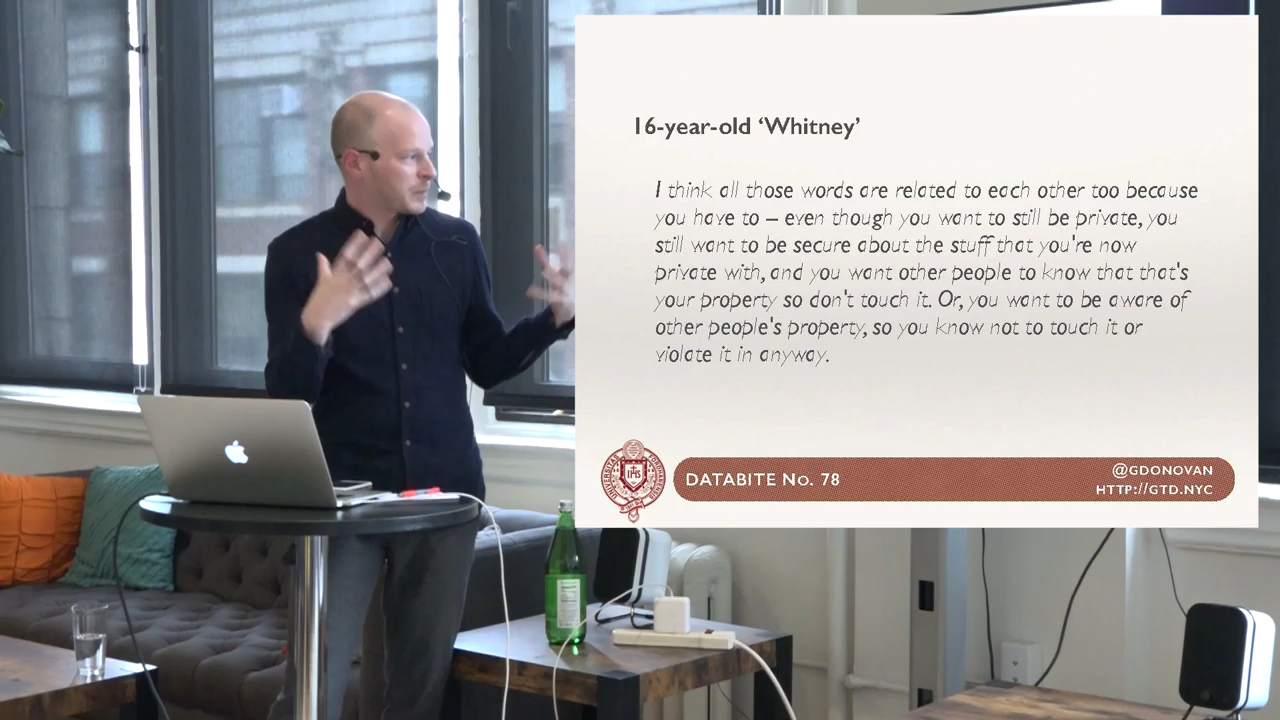 16-year-old ‘Whitney’
I think all those words are related to each other too because
you have to – even though you want to still be private, you
still want to be secure about the stuff that you're now
private with, and you want other people to know that that's
your property so don't touch it. Or, you want to be aware of
other people's property, so you know not to touch it or
violate it in anyway.
DATABITE No. 78
@GDONOVAN
HTTP://GTD.NYC
IHS